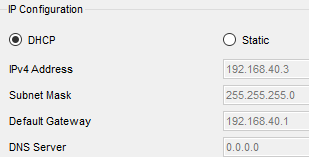 IP Configuration
DHCP Static
IPv4 Address 192.168.40.3
Subnet Mask 255.255.255.0
Default Gateway 192.168.40.1
DNS Server 0.0.0.0